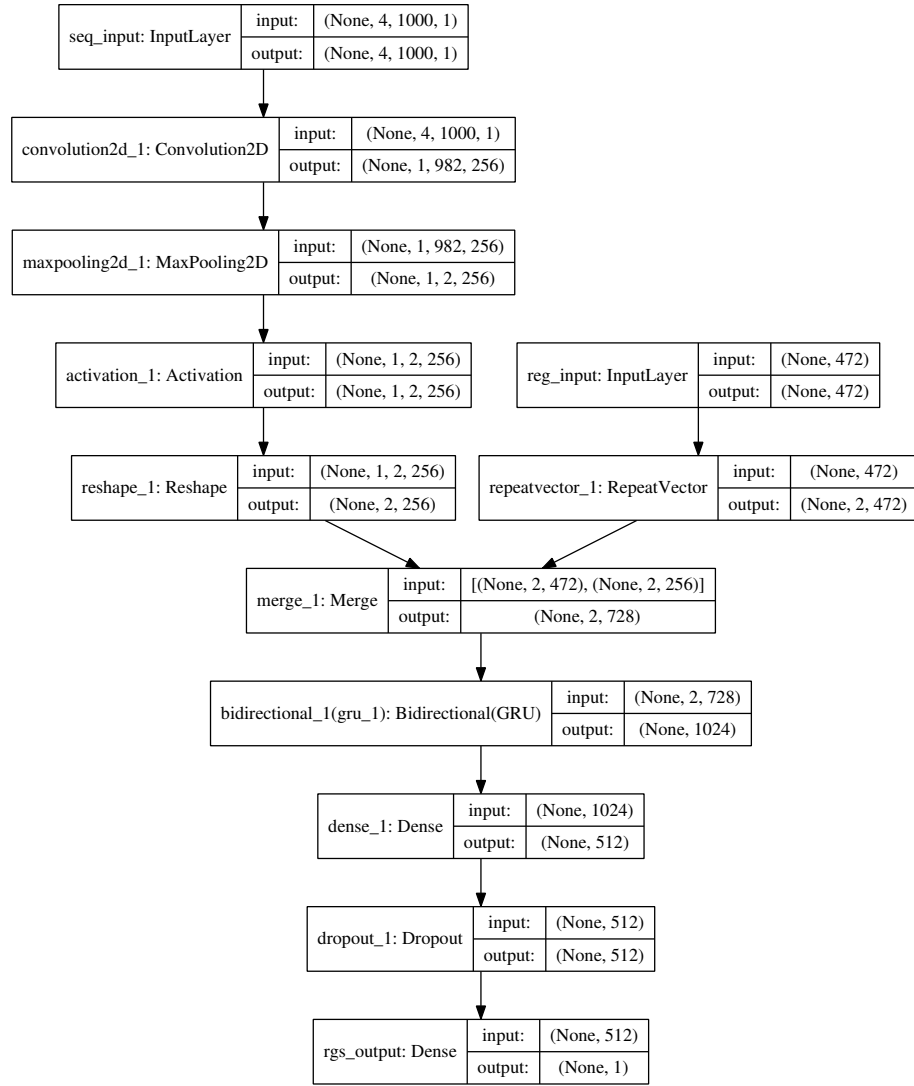 seq_input: InputLayer
input: (None, 4, 1000, 1)
output: (None, 4, 1000, 1)
convolution2d_1: Convolution2D
input: (None, 4, 1000, 1)
output: (None, 1, 982, 256)
maxpooling2d_1: MaxPooling2D
input: (None, 1, 982, 256)
output: (None, 1, 2, 256)
activation_1: Activation
input: (None, 1, 2, 256)
output: (None, 1, 2, 256)
reg_input: InputLayer
input: (None, 472)
output: (None, 472)
reshape_1: Reshape
input: (None, 1, 2, 256)
output: (None, 2, 256)
repeatvector_1: RepeatVector
input: (None, 472)
output: (None, 2, 472)
merge_1: Merge
input: [(None, 2, 472), (None, 2, 256)]
output: (None, 2, 728)
bidirectional_1(gru_1): Bidirectional(GRU)
input: (None, 2, 728)
output: (None, 1024)
dense_1: Dense
input: (None, 1024)
output: (None, 512)
dropout_1: Dropout
input: (None, 512)
output: (None, 512)
rgs_output: Dense
input: (None, 512)
output: (None, 1)